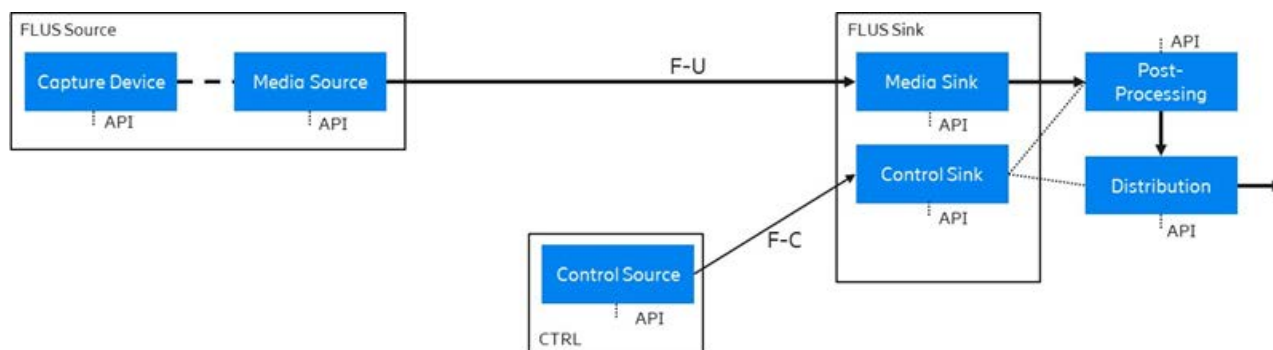 FLUS Source
Capture Device
API
Media Source
API
F-U
FLUS Sink
Media Sink
API
Control Sink
API
API
Post-
Processing
Distribution
API
F-C
Control Source
API
CTRL